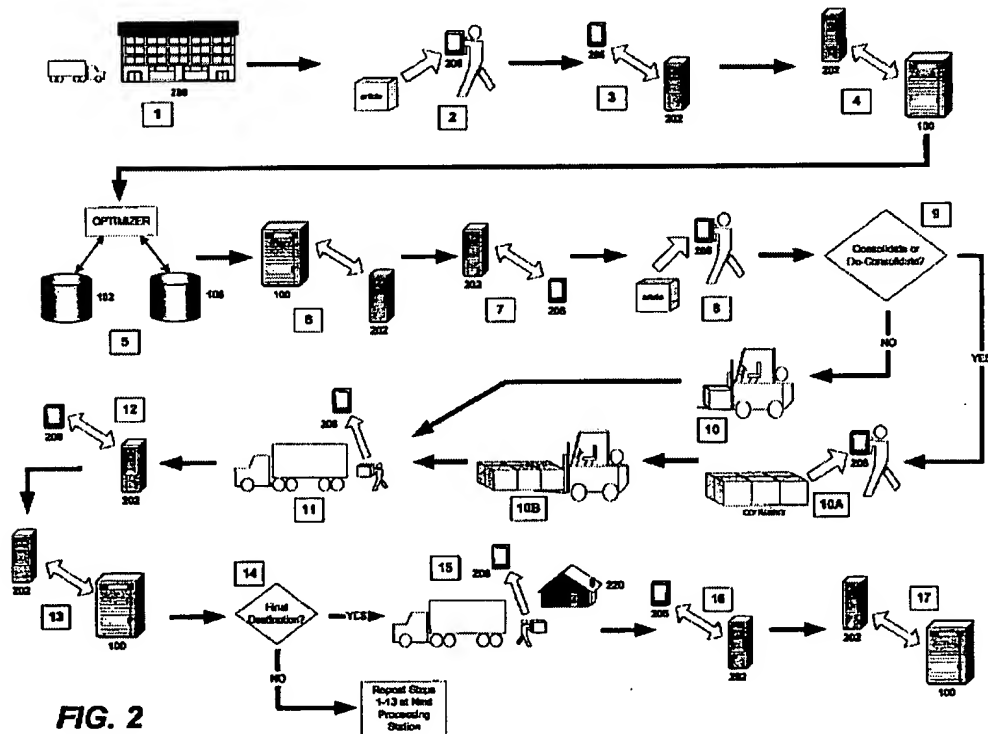 article
206
206
202
202
1
2
3
4
202
100
OPTIMIZER
102
106
100
202
206
article
206
9
Consolidate or
De-Consolidate?
5
6
202
7
8
NO
YES
12
206
202
206
10
206
11
10B
10A
202
13
100
14
Final
Destination?
YES
15
206
220
206
16
202
202
17
100
NO
Repeat Steps
1-13 at Next
Processing
Station
FIG. 2